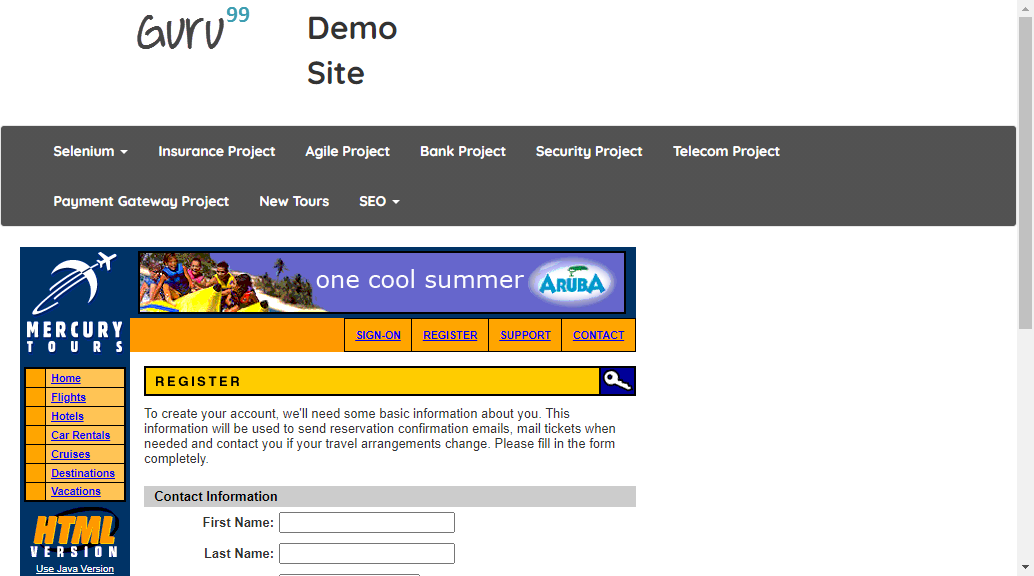 Guru99
Demo
Site
Selenium
Insurance Project
Agile Project
Bank Project
Security Project
Telecom Project
Payment Gateway Project
New Tours
SEO
one cool summer
ARUBA
MERCURY
TOURS
SIGN-ON
REGISTER
SUPPORT
CONTACT
Home
Flights
Hotels
Car Rentals
Cruises
Destinations
Vacations
HTML
VERSION
Use Java Version
REGISTER
To create your account, we'll need some basic information about you. This
information will be used to send reservation confirmation emails, mail tickets when
needed and contact you if your travel arrangements change. Please fill in the form
completely.
Contact Information
First Name:
Last Name: